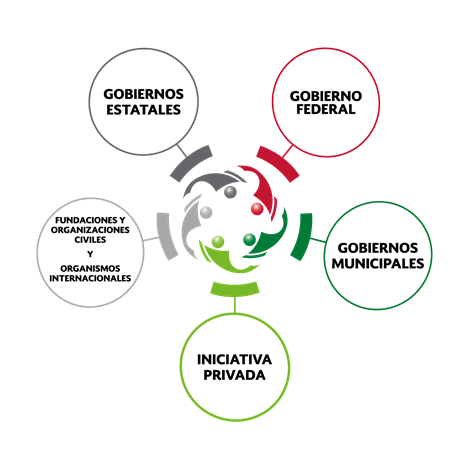 GOBIERNOS
ESTATALES
GOBIERNO
FEDERAL
FUNDACIONES Y
ORGANIZACIONES
CIVILES
Y
ORGANISMOS
INTERNACIONALES
GOBIERNOS
MUNICIPALES
INICIATIVA
PRIVADA